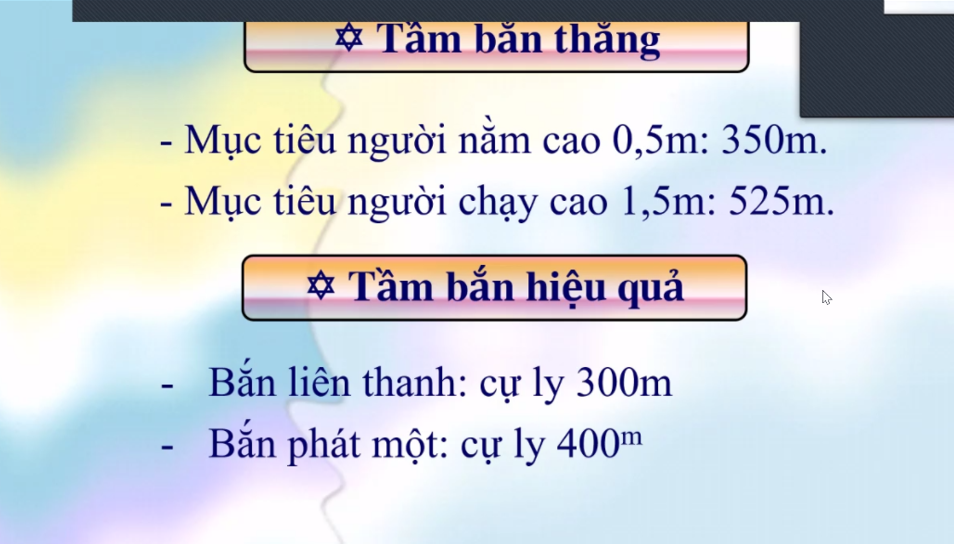 ✡ Tầm bắn thẳng
- Mục tiêu người nằm cao 0,5m: 350m.
- Mục tiêu người chạy cao 1,5m: 525m.
✡ Tầm bắn hiệu quả
- Bắn liên thanh: cự ly 300m
- Bắn phát một: cự ly 400ᵐ